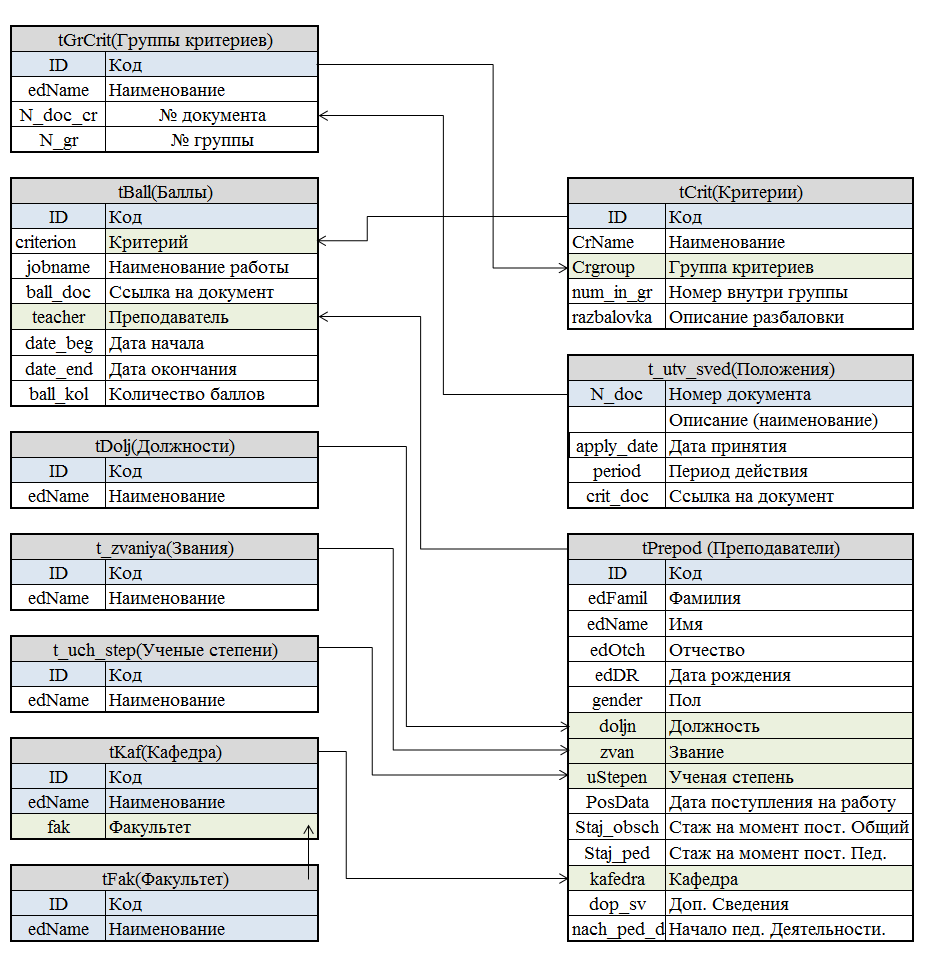 tGrCrit(Группы критериев)
ID Код
edName Наименование
N_doc_cr № документа
N_gr № группы
tBall(Баллы)
ID Код
criterion Критерий
jobname Наименование работы
ball_doc Ссылка на документ
teacher Преподаватель
date_beg Дата начала
date_end Дата окончания
ball_kol Количество баллов
tDolj(Должности)
ID Код
edName Наименование
t_zvaniya(Звания)
ID Код
edName Наименование
t_uch_step(Ученые степени)
ID Код
edName Наименование
tKaf(Кафедра)
ID Код
edName Наименование
fak Факультет
tFak(Факультет)
ID Код
edName Наименование
tCrit(Критерии)
ID Код
CrName Наименование
Crgroup Группа критериев
num_in_gr Номер внутри группы
razbalovka Описание разбаловки
t_utv_sved(Положения)
N_doc Номер документа
Описание (наименование)
apply_date Дата принятия
period Период действия
crit_doc Ссылка на документ
tPrepod (Преподаватели)
ID Код
edFamil Фамилия
edName Имя
edOtch Отчество
edDR Дата рождения
gender Пол
doljn Должность
zvan Звание
uStepen Ученая степень
PosData Дата поступления на работу
Staj_obsch Стаж на момент пост. Общий
Staj_ped Стаж на момент пост. Пед.
kafedra Кафедра
dop_sv Доп. Сведения
nach_ped_d Начало пед. Деятельности.